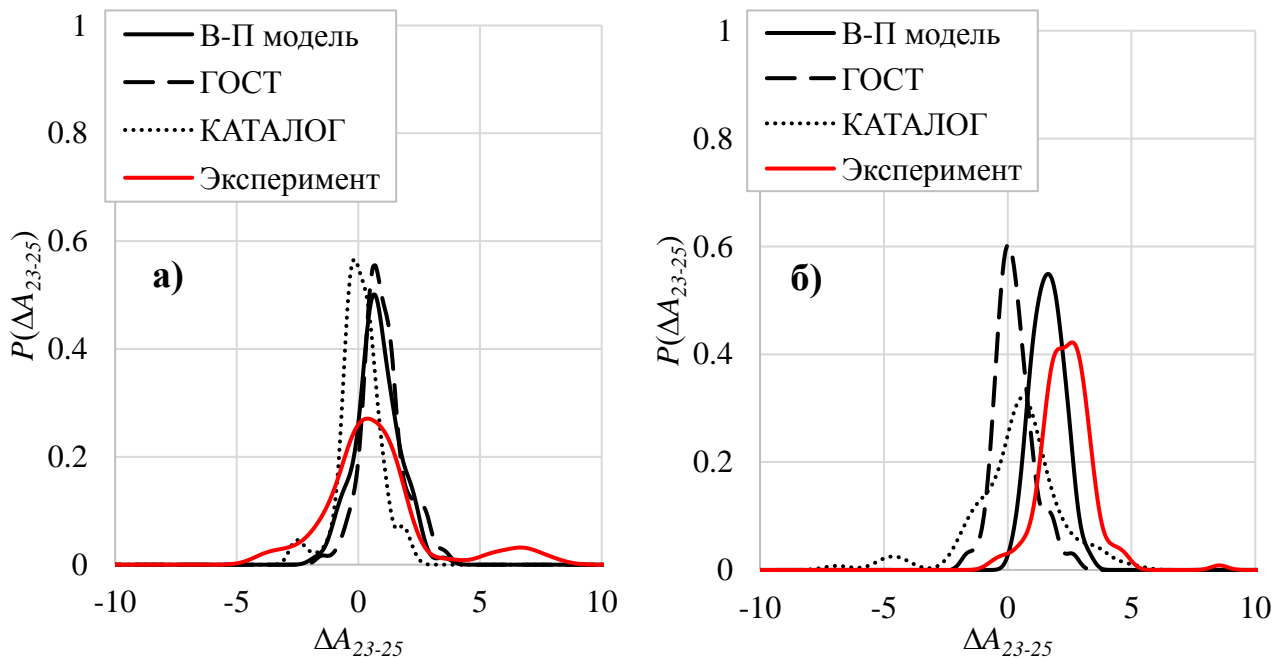 1
0.8
0.6
0.4
0.2
0
P(ΔA23-25)
В-П модель
ГОСТ
КАТАЛОГ
Эксперимент
а)
-10 -5 0 5 10
ΔA23-25
1
0.8
0.6
0.4
0.2
0
P(ΔA23-25)
В-П модель
ГОСТ
КАТАЛОГ
Эксперимент
б)
-10 -5 0 5 10
ΔA23-25